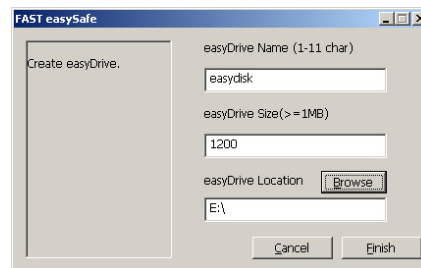 FAST easySafe
Create easyDrive.
easyDrive Name (1-11 char)
easydisk
easyDrive Size(>=1MB)
1200
easyDrive Location Browse
E:\
Cancel Finish